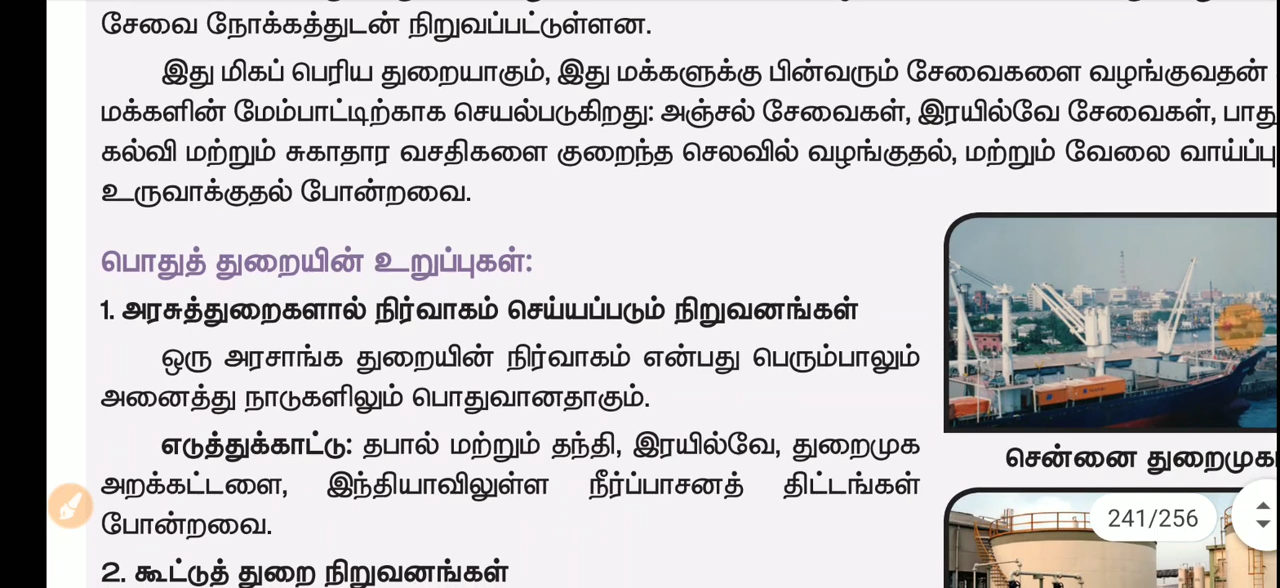 சேவை நோக்கத்துடன் நிறுவப்பட்டுள்ளன.
இது மிகப் பெரிய துறையாகும், இது மக்களுக்கு பின்வரும் சேவைகளை வழங்குவதன்
மக்களின் மேம்பாட்டிற்காக செயல்படுகிறது: அஞ்சல் சேவைகள், இரயில்வே சேவைகள்,
கல்வி மற்றும் சுகாதார வசதிகளை குறைந்த செலவில் வழங்குதல், மற்றும் வேலை
உருவாக்குதல் போன்றவை.
பொதுத் துறையின் உறுப்புகள்:
1. அரசுத்துறைகளால் நிர்வாகம் செய்யப்படும் நிறுவனங்கள்
ஒரு அரசாங்க துறையின் நிர்வாகம் என்பது பெரும்பாலும்
அனைத்து நாடுகளிலும் பொதுவானதாகும்.
எடுத்துக்காட்டு: தபால் மற்றும் தந்தி, இரயில்வே, துறைமுக
அறக்கட்டளை, இந்தியாவிலுள்ள நீர்ப்பாசனத் திட்டங்கள்
போன்றவை.
சென்னை
241/256
2. கூட்டுத் துறை நிறுவனங்கள்